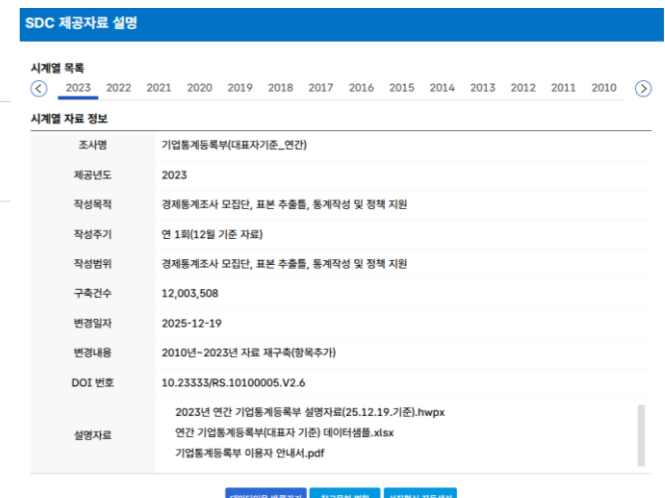 SDC 제공자료 설명
시계열 목록
2023 2022 2021 2020 2019 2018 2017 2016 2015 2014 2013 2012 2011 2010
시계열 자료 정보
조사명 기업통계등록부(대표자기준_연간)
제공년도 2023
작성목적 경제통계조사 모집단, 표본 추출틀, 통계작성 및 정책 지원
작성주기 연 1회(12월 기준 자료)
작성범위 경제통계조사 모집단, 표본 추출틀, 통계작성 및 정책 지원
구축건수 12,003,508
변경일자 2025-12-19
변경내용 2010년~2023년 자료 재구축(항목추가)
DOI 번호 10.23333/RS.10100005.V2.6
설명자료
2023년 연간 기업통계등록부 설명자료(25.12.19.기준).hwpx
연간 기업통계등록부(대표자 기준) 데이터샘플.xlsx
기업통계등록부 이용자 안내서.pdf